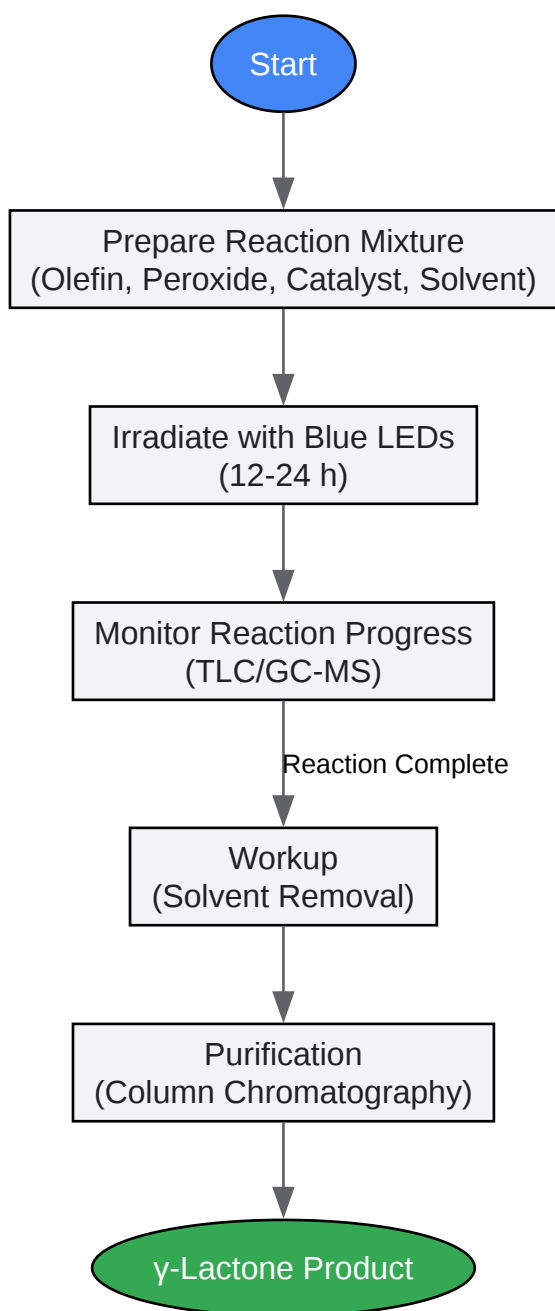 Start
Prepare Reaction Mixture
(Olefin, Peroxide, Catalyst, Solvent)
Irradiate with Blue LEDs
(12-24 h)
Monitor Reaction Progress
(TLC/GC-MS)
Reaction Complete
Workup
(Solvent Removal)
Purification
(Column Chromatography)
γ-Lactone Product